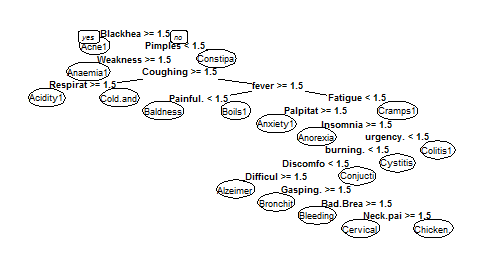 Blackhea >= 1.5
yes
no
Acne1
Pimples < 1.5
Weakness >= 1.5
Constipa
Anaemia1
Coughing >= 1.5
Respirat >= 1.5
fever >= 1.5
Acidity1
Cold.and
Painful. < 1.5
Fatigue < 1.5
Baldness
Boils1
Palpitat >= 1.5
Cramps1
Anxiety1
Insomnia >= 1.5
Anorexia
urgency. < 1.5
burning. < 1.5
Colitis1
Discomfo < 1.5
Cystitis
Difficul >= 1.5
Conjucti
Alzeimer
Gasping. >= 1.5
Bronchit
Bad.Brea >= 1.5
Bleeding
Neck.pai >= 1.5
Cervical
Chicken